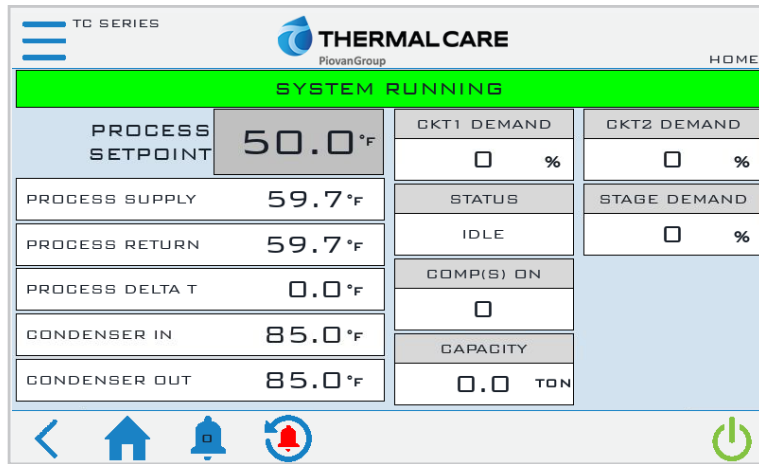 TC SERIES
THERMAL CARE
PiovanGroup
HOME
SYSTEM RUNNING
PROCESS
SETPOINT
50.0°F
PROCESS SUPPLY 59.7°F
PROCESS RETURN 59.7°F
PROCESS DELTA T 0.0°F
CONDENSER IN 85.0°F
CONDENSER OUT 85.0°F
CKT1 DEMAND
0 %
STATUS
IDLE
COMP(S) ON
0
CAPACITY
0.0 TON
CKT2 DEMAND
0 %
STAGE DEMAND
0 %
0